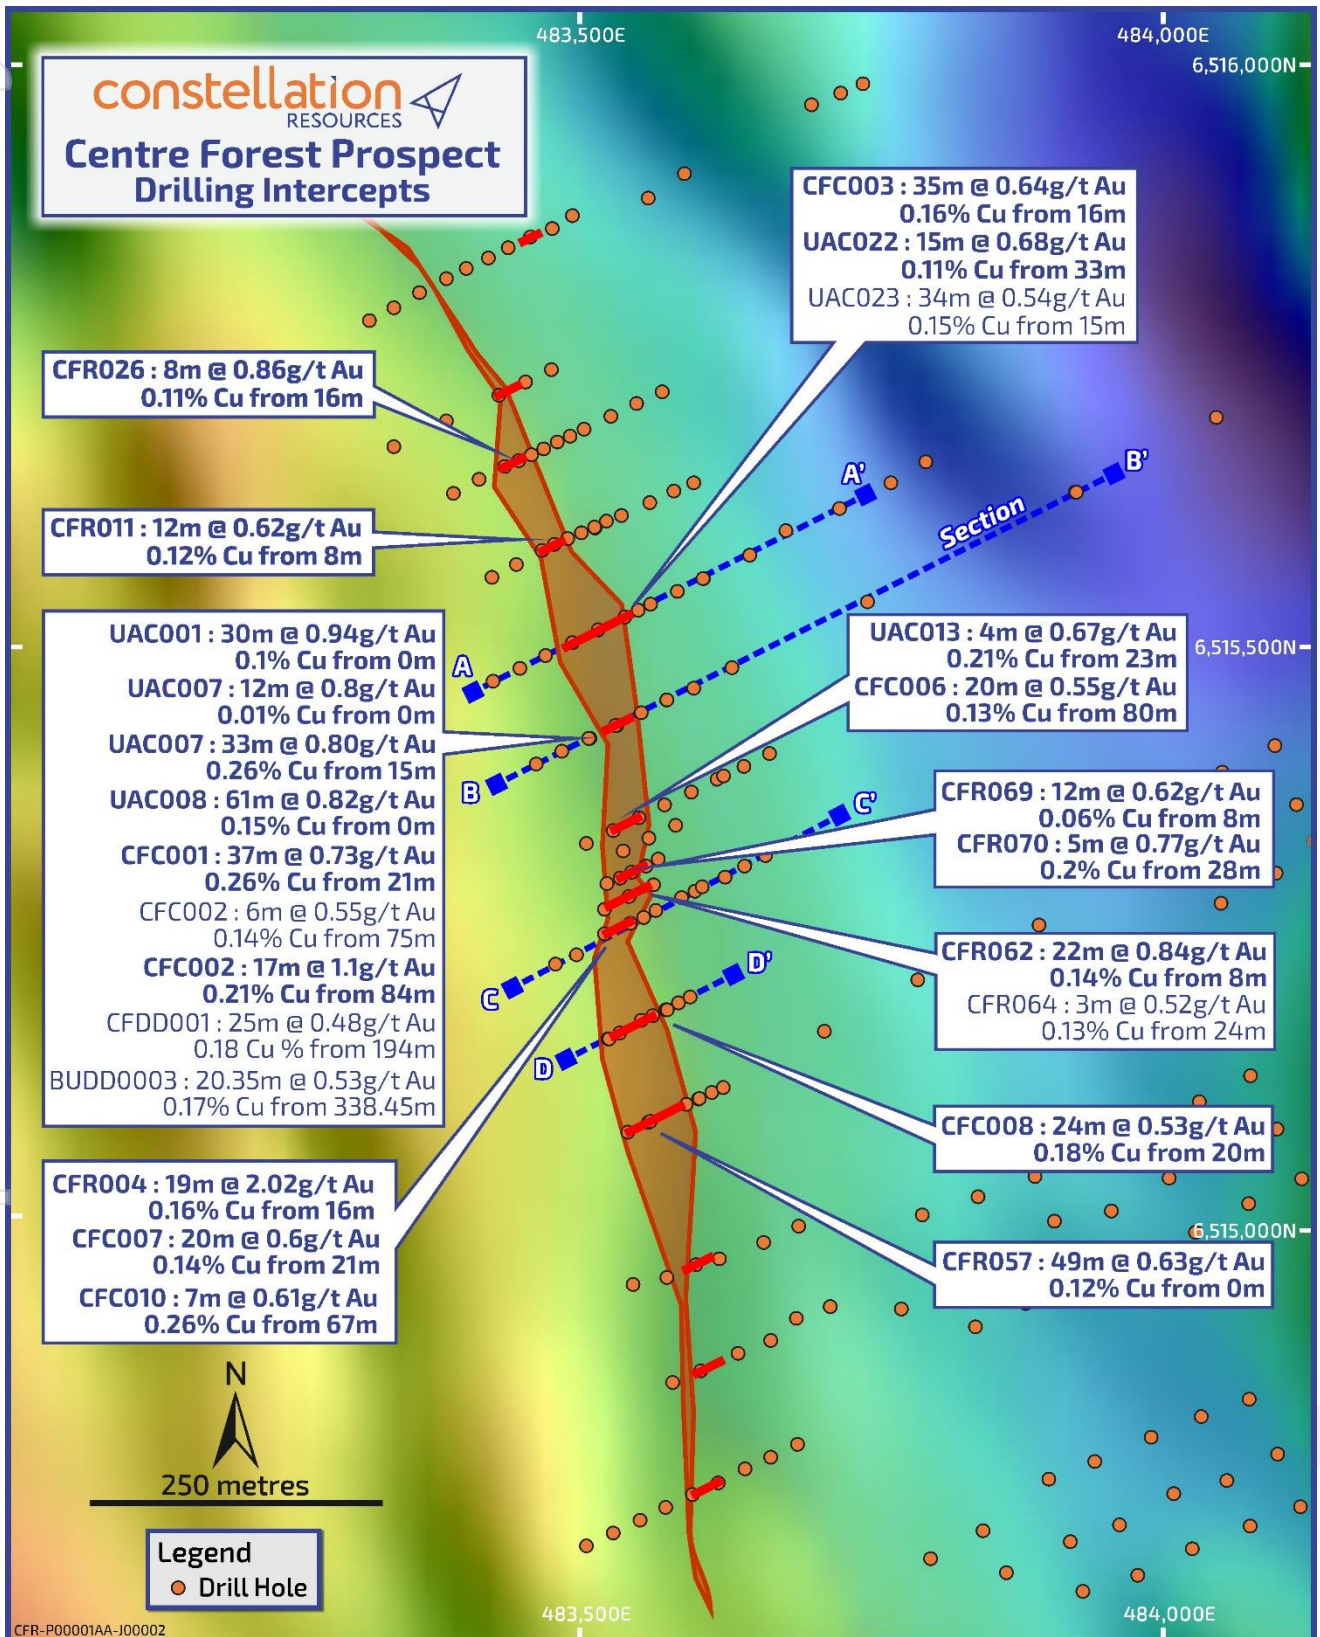 483,500E
484,000E
6,516,000N
constellation
RESOURCES
Centre Forest Prospect
Drilling Intercepts
CFC003 : 35m @ 0.64g/t Au
0.16% Cu from 16m
UAC022 : 15m @ 0.68g/t Au
0.11% Cu from 33m
UAC023 : 34m @ 0.54g/t Au
0.15% Cu from 15m
CFR026 : 8m @ 0.86g/t Au
0.11% Cu from 16m
A'
B'
Section
CFR011 : 12m @ 0.62g/t Au
0.12% Cu from 8m
UAC001 : 30m @ 0.94g/t Au
0.1% Cu from 0m
UAC007 : 12m @ 0.8g/t Au
0.01% Cu from 0m
UAC007 : 33m @ 0.80g/t Au
0.26% Cu from 15m
UAC008 : 61m @ 0.82g/t Au
0.15% Cu from 0m
CFC001 : 37m @ 0.73g/t Au
0.26% Cu from 21m
CFC002 : 6m @ 0.55g/t Au
0.14% Cu from 75m
CFC002 : 17m @ 1.1g/t Au
0.21% Cu from 84m
CFDD001 : 25m @ 0.48g/t Au
0.18 Cu % from 194m
BUDD0003 : 20.35m @ 0.53g/t Au
0.17% Cu from 338.45m
A
B
UAC013 : 4m @ 0.67g/t Au
0.21% Cu from 23m
CFC006 : 20m @ 0.55g/t Au
0.13% Cu from 80m
6,515,500N
C'
CFR069 : 12m @ 0.62g/t Au
0.06% Cu from 8m
CFR070 : 5m @ 0.77g/t Au
0.2% Cu from 28m
C
D'
D
CFR062 : 22m @ 0.84g/t Au
0.14% Cu from 8m
CFR064 : 3m @ 0.52g/t Au
0.13% Cu from 24m
CFC008 : 24m @ 0.53g/t Au
0.18% Cu from 20m
CFR004 : 19m @ 2.02g/t Au
0.16% Cu from 16m
CFC007 : 20m @ 0.6g/t Au
0.14% Cu from 21m
CFC010 : 7m @ 0.61g/t Au
0.26% Cu from 67m
6,515,000N
CFR057 : 49m @ 0.63g/t Au
0.12% Cu from 0m
N
250 metres
Legend
Drill Hole
483,500E
484,000E
CFR-P00001AA-J00002